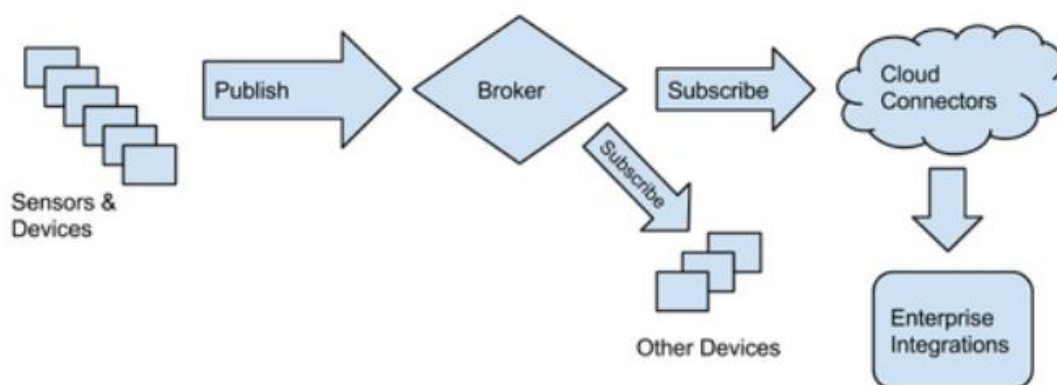 Sensors &
Devices
Publish
Broker
Subscribe
Subscribe
Other Devices
Cloud
Connectors
Enterprise
Integrations